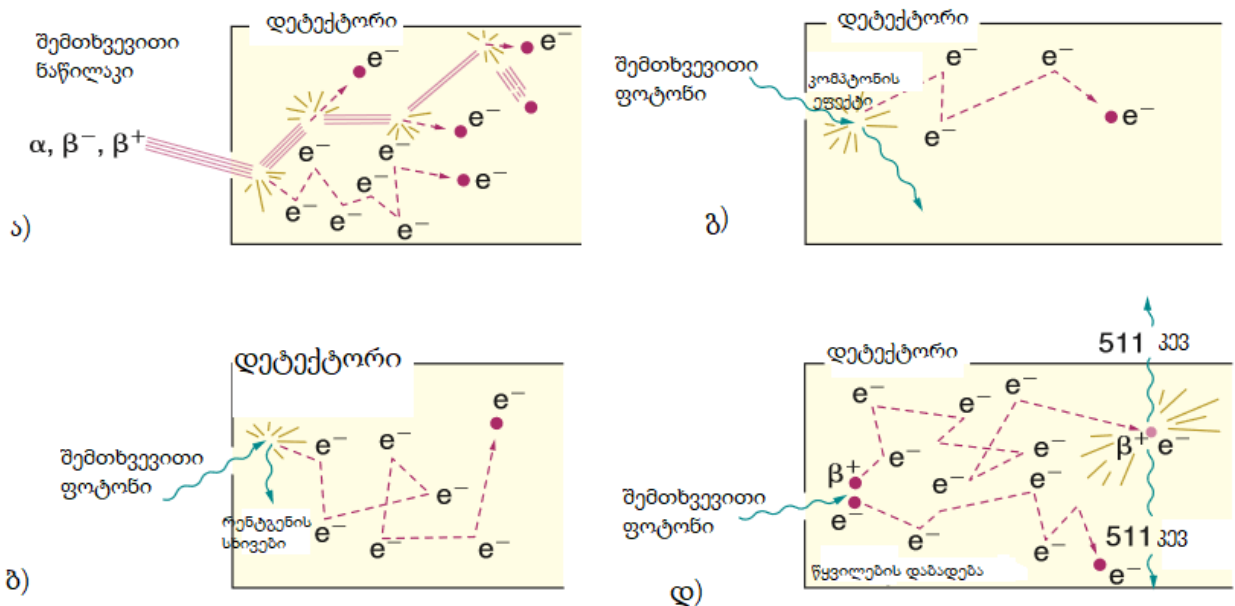 დეტექტორი
შემთხვევითი
ნაწილაკი
α, β⁻, β⁺
e⁻
e⁻
e⁻
e⁻
e⁻
e⁻
e⁻
e⁻
e⁻
e⁻
ა)
დეტექტორი
შემთხვევითი
ფოტონი
კომპტონის
ეფექტი
e⁻
e⁻
e⁻
e⁻
გ)
დეტექტორი
შემთხვევითი
ფოტონი
რენტგენის
სხივები
e⁻
e⁻
e⁻
e⁻
e⁻
e⁻
e⁻
ბ)
დეტექტორი
511 კევ
e⁻
e⁻
e⁻
e⁻
e⁻
e⁻
e⁻
β⁺
e⁻
β⁺
e⁻
შემთხვევითი
ფოტონი
e⁻
e⁻
e⁻
511 კევ
წყვილების დაბადება
დ)